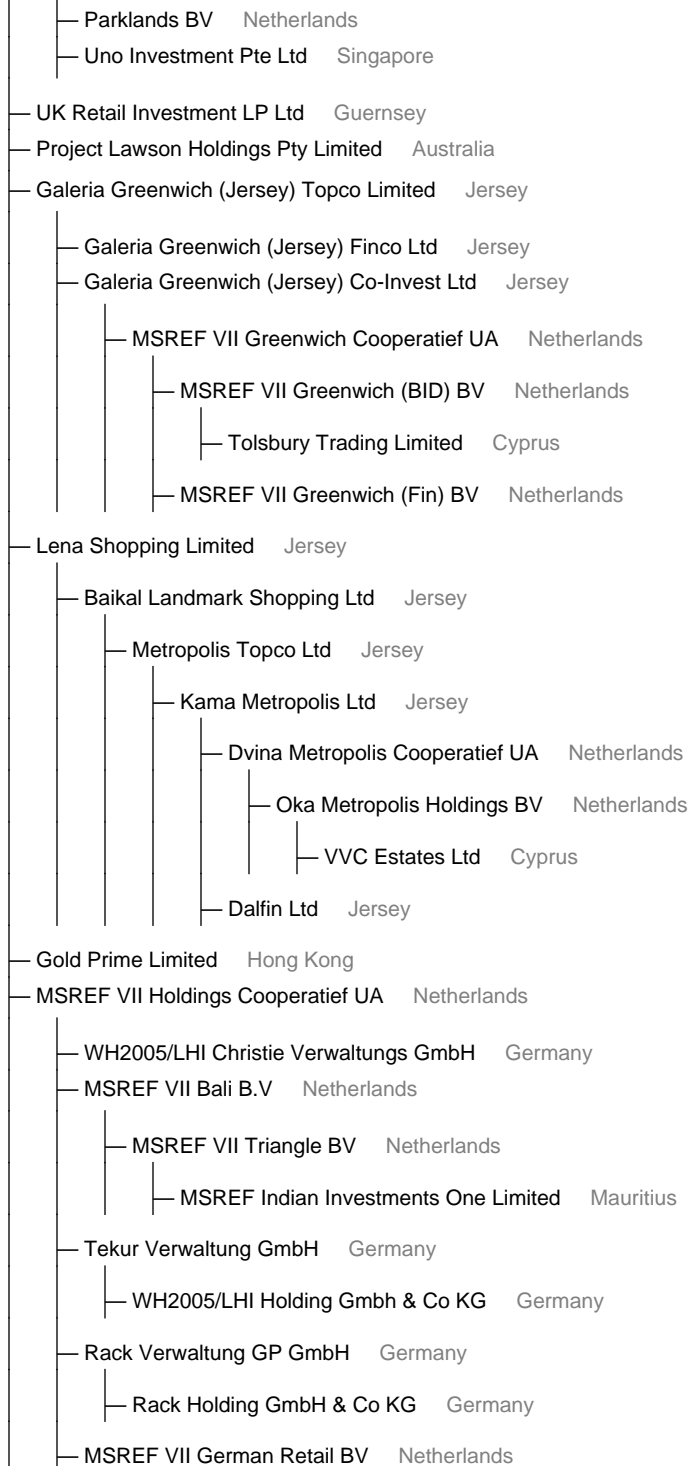 Parklands BV Netherlands
Uno Investment Pte Ltd Singapore
UK Retail Investment LP Ltd Guernsey
Project Lawson Holdings Pty Limited Australia
Galeria Greenwich (Jersey) Topco Limited Jersey
Galeria Greenwich (Jersey) Finco Ltd Jersey
Galeria Greenwich (Jersey) Co-Invest Ltd Jersey
MSREF VII Greenwich Cooperatief UA Netherlands
MSREF VII Greenwich (BID) BV Netherlands
Tolsbury Trading Limited Cyprus
MSREF VII Greenwich (Fin) BV Netherlands
Lena Shopping Limited Jersey
Baikal Landmark Shopping Ltd Jersey
Metropolis Topco Ltd Jersey
Kama Metropolis Ltd Jersey
Dvina Metropolis Cooperatief UA Netherlands
Oka Metropolis Holdings BV Netherlands
VVC Estates Ltd Cyprus
Dalfin Ltd Jersey
Gold Prime Limited Hong Kong
MSREF VII Holdings Cooperatief UA Netherlands
WH2005/LHI Christie Verwaltungs GmbH Germany
MSREF VII Bali B.V Netherlands
MSREF VII Triangle BV Netherlands
MSREF Indian Investments One Limited Mauritius
Tekur Verwaltung GmbH Germany
WH2005/LHI Holding Gmbh & Co KG Germany
Rack Verwaltung GP GmbH Germany
Rack Holding GmbH & Co KG Germany
MSREF VII German Retail BV Netherlands